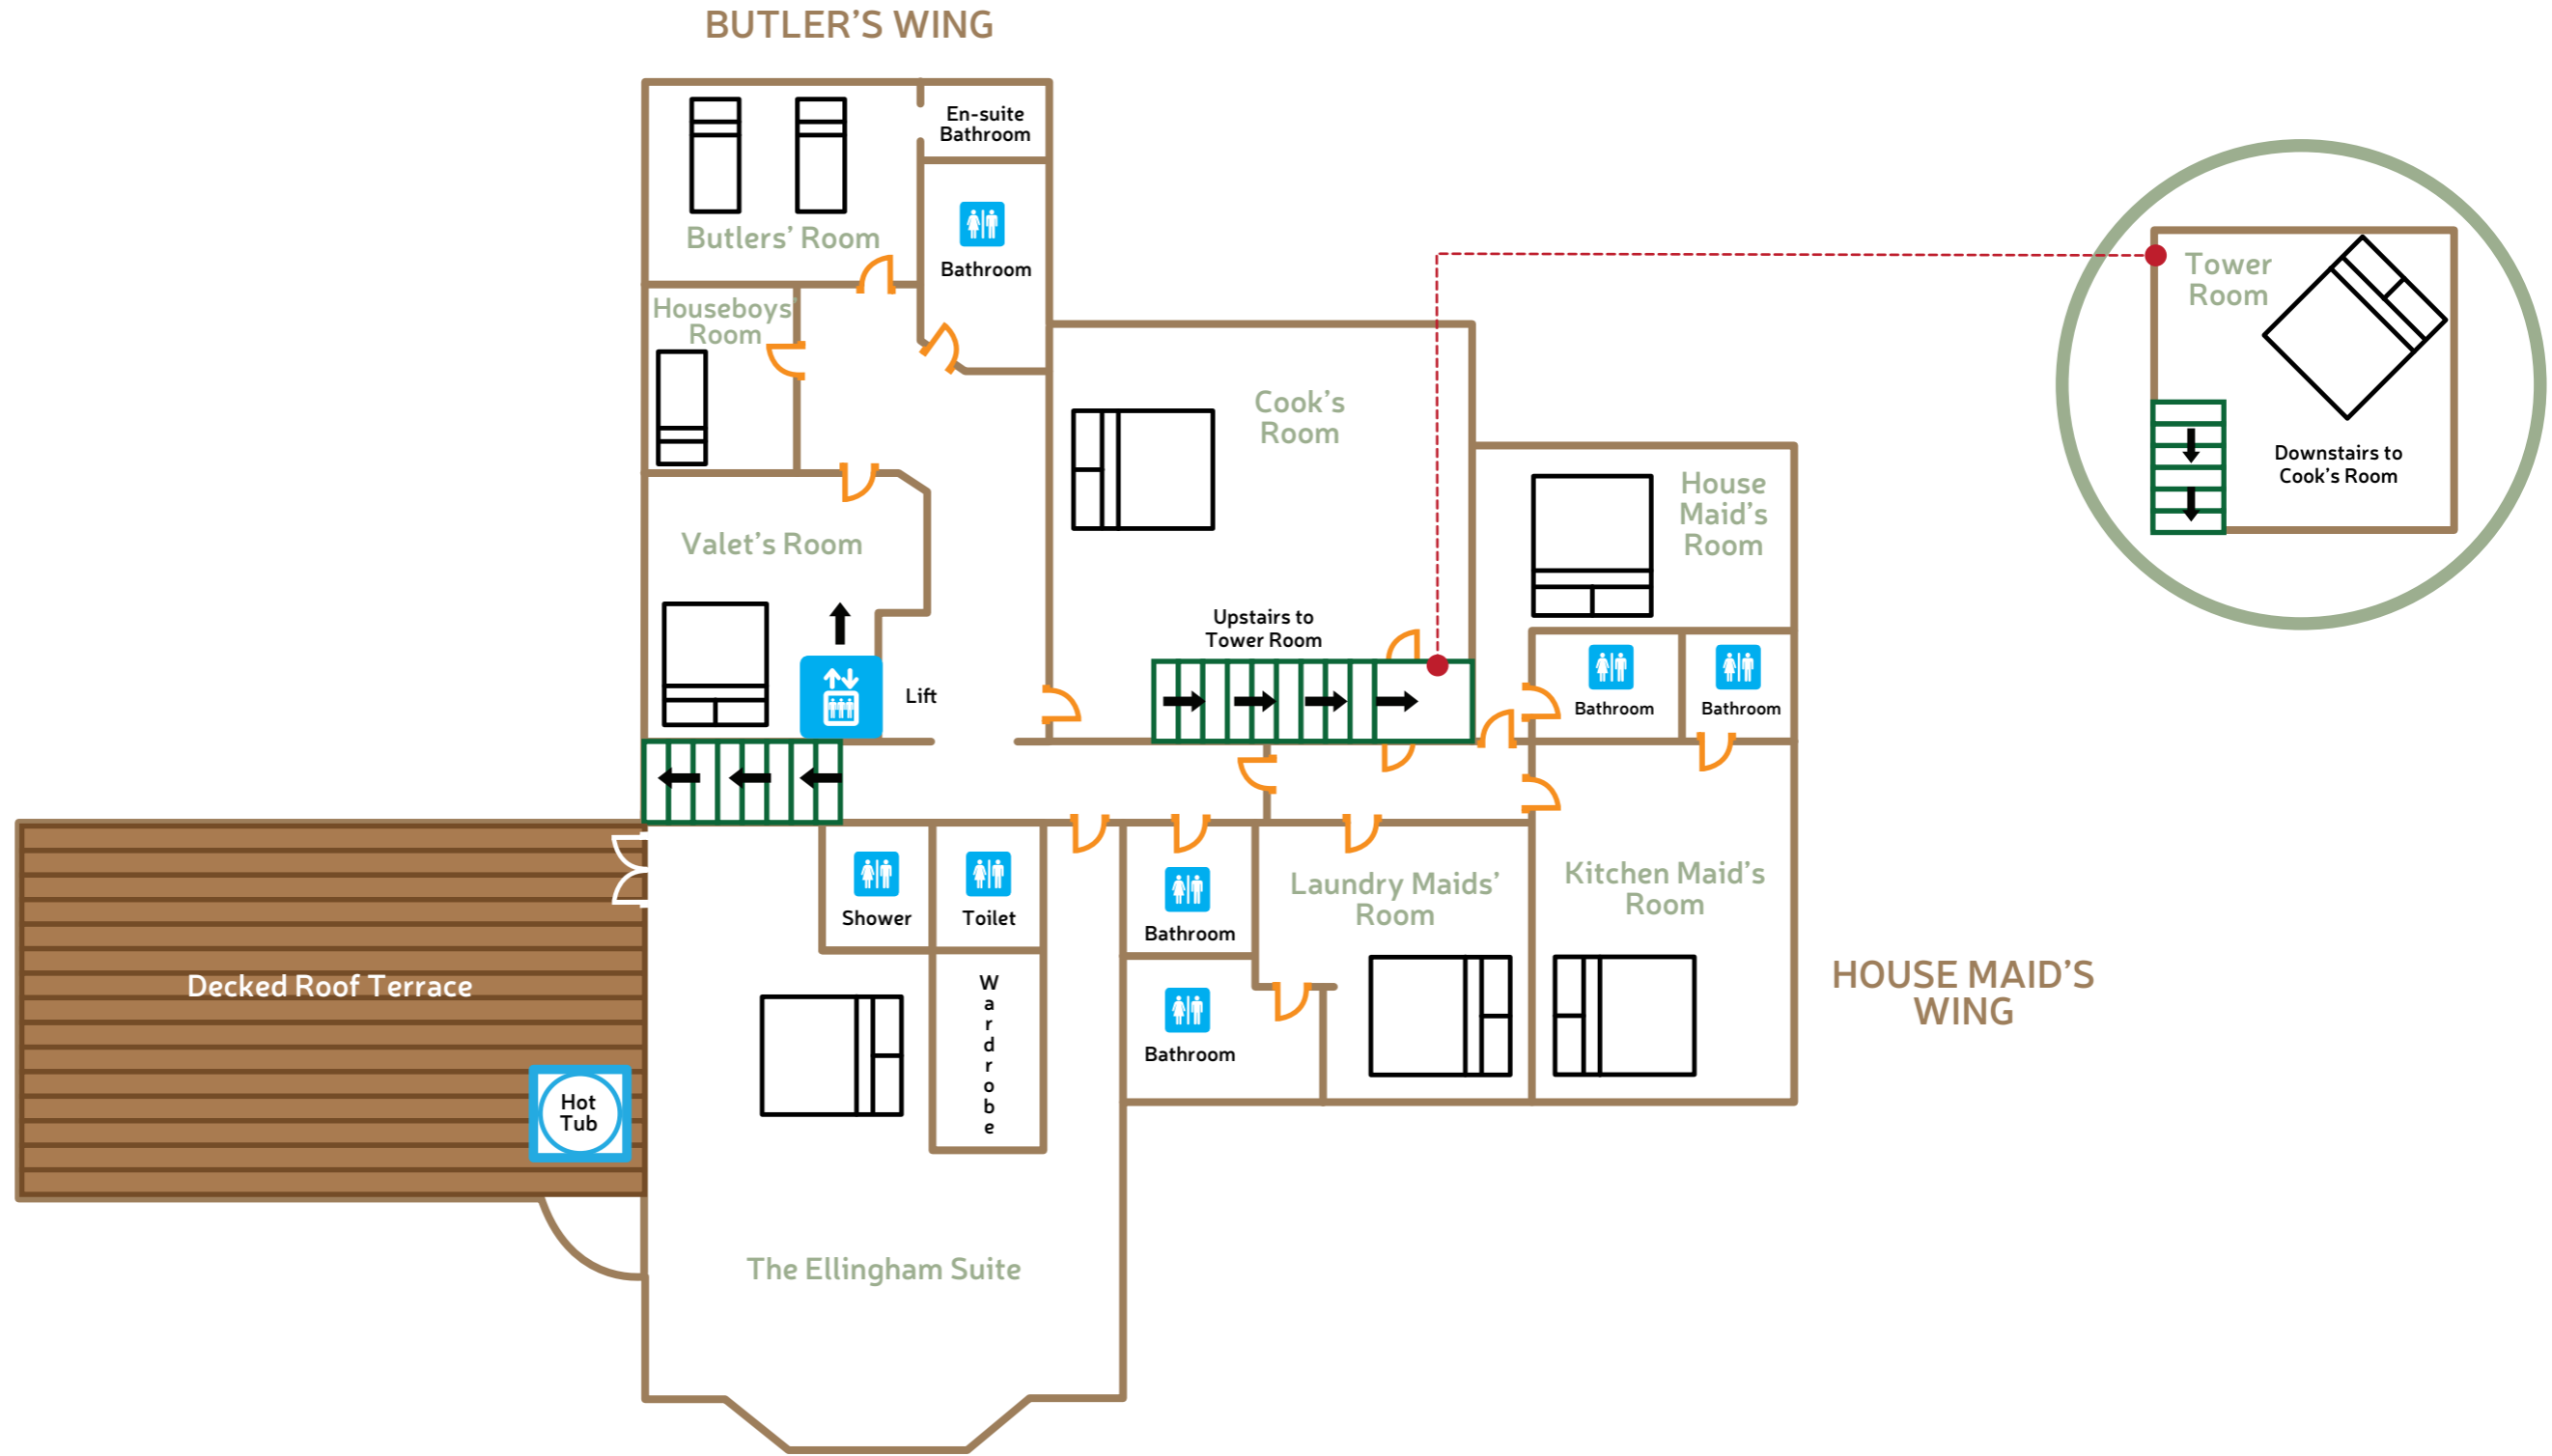 BUTLER’S WING
En-suite
Bathroom
Butlers’ Room
Bathroom
Houseboys’
Room
Valet’s Room
Lift
Cook’s
Room
Upstairs to
Tower Room
House
Maid’s
Room
Bathroom
Bathroom
Tower
Room
Downstairs to
Cook’s Room
Shower
Toilet
Wardrobe
Bathroom
Bathroom
Laundry Maids’
Room
Kitchen Maid’s
Room
HOUSE MAID’S
WING
Decked Roof Terrace
Hot
Tub
The Ellingham Suite